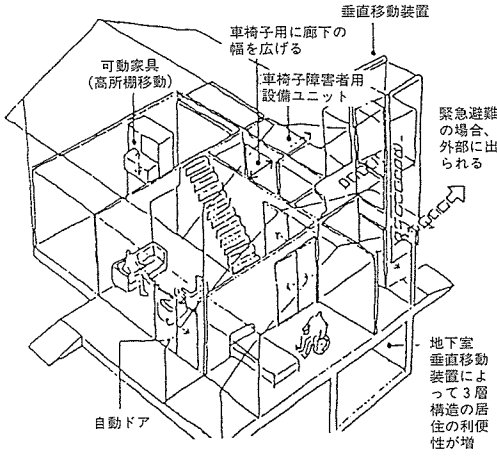 垂直移動装置
車椅子用に廊下の
幅を広げる
可動家具
(高所棚移動)
車椅子障害者用
設備ユニット
緊急避難
の場合、
外部に出
られる
自動ドア
地下室
垂直移動
装置によ
って3層
構造の居
住の利便
性が増